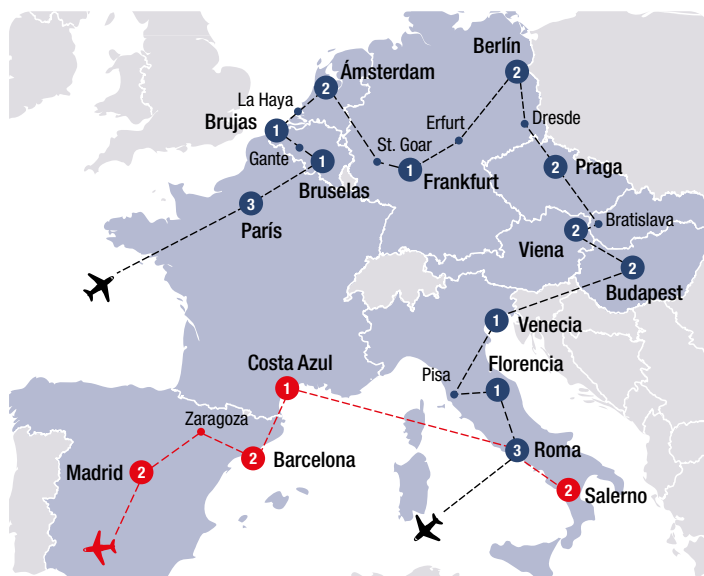 Berlín
2
Ámsterdam
2
La Haya
Brujas
1
Gante
1
Bruselas
St. Goar
Erfurt
1
Frankfurt
Dresde
2
Praga
3
París
Bratislava
2
Viena
2
Budapest
1
Venecia
Costa Azul
1
Pisa
Florencia
1
Zaragoza
Madrid
2
2
Barcelona
3
Roma
2
Salerno